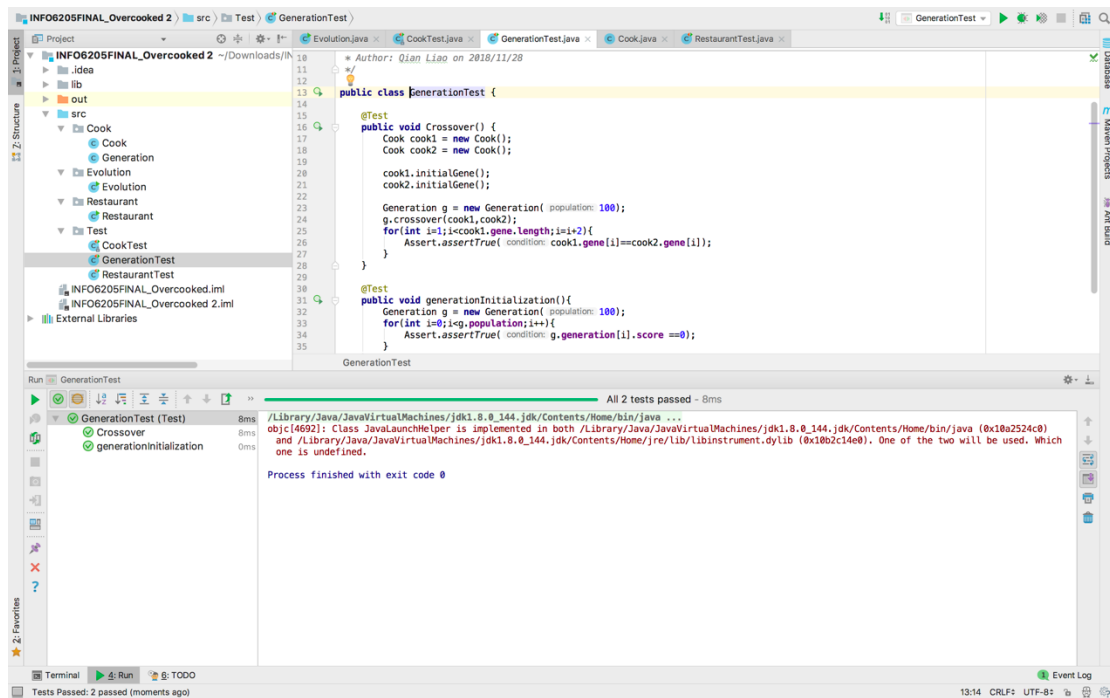 INFO6205FINAL_Overcooked 2 src Test GenerationTest GenerationTest
Project Evolution.java CookTest.java GenerationTest.java Cook.java RestaurantTest.java
1: Project
Z: Structure
2: Favorites
Database
Maven Projects
Ant Build
INFO6205FINAL_Overcooked 2 ~/Downloads/IN
.idea
lib
out
src
Cook
Cook
Generation
Evolution
Evolution
Restaurant
Restaurant
Test
CookTest
GenerationTest
RestaurantTest
INFO6205FINAL_Overcooked.iml
INFO6205FINAL_Overcooked 2.iml
External Libraries
10 * Author: Qian Liao on 2018/11/28
11 */
12
13 public class GenerationTest {
14
15 @Test
16 public void Crossover() {
17 Cook cook1 = new Cook();
18 Cook cook2 = new Cook();
19
20 cook1.initialGene();
21 cook2.initialGene();
22
23 Generation g = new Generation( population: 100);
24 g.crossover(cook1,cook2);
25 for(int i=1;i<cook1.gene.length;i=i+2){
26 Assert.assertTrue( condition: cook1.gene[i]==cook2.gene[i]);
27 }
28 }
29
30 @Test
31 public void generationInitialization(){
32 Generation g = new Generation( population: 100);
33 for(int i=0;i<g.population;i++){
34 Assert.assertTrue( condition: g.generation[i].score ==0);
35 }
GenerationTest
Run GenerationTest
All 2 tests passed - 8ms
GenerationTest (Test) 8ms
Crossover 8ms
generationInitialization 0ms
/Library/Java/JavaVirtualMachines/jdk1.8.0_144.jdk/Contents/Home/bin/java ...
objc[4692]: Class JavaLaunchHelper is implemented in both /Library/Java/JavaVirtualMachines/jdk1.8.0_144.jdk/Contents/Home/bin/java (0x10a2524c0)
and /Library/Java/JavaVirtualMachines/jdk1.8.0_144.jdk/Contents/Home/jre/lib/libinstrument.dylib (0x10b2c14e0). One of the two will be used. Which
one is undefined.
Process finished with exit code 0
Terminal 4: Run 6: TODO Event Log
Tests Passed: 2 passed (moments ago) 13:14 CRLF UTF-8